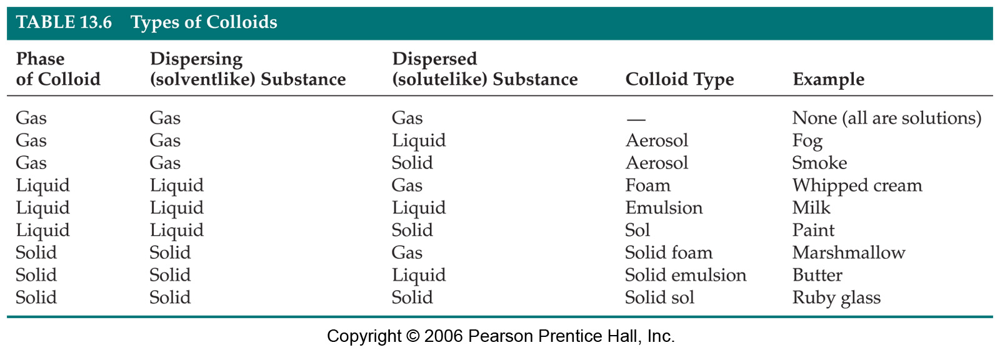 TABLE 13.6 Types of Colloids
Phase of Colloid Dispersing (solventlike) Substance Dispersed (solutelike) Substance Colloid Type Example
Gas Gas Gas — None (all are solutions)
Gas Gas Liquid Aerosol Fog
Gas Gas Solid Aerosol Smoke
Liquid Liquid Gas Foam Whipped cream
Liquid Liquid Liquid Emulsion Milk
Liquid Liquid Solid Sol Paint
Solid Solid Gas Solid foam Marshmallow
Solid Solid Liquid Solid emulsion Butter
Solid Solid Solid Solid sol Ruby glass
Copyright © 2006 Pearson Prentice Hall, Inc.